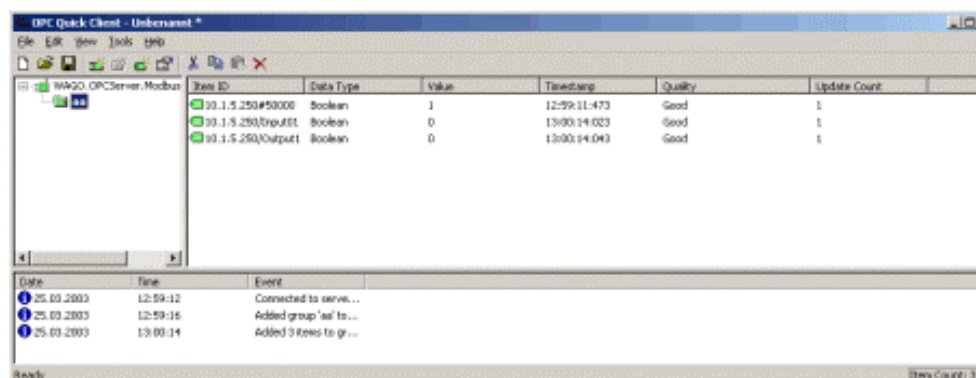 OPC Quick Client - Unbenannt *
File Edit View Tools Help
WAGO.OPCServer.Modbus
aa
Item ID Data Type Value Timestamp Quality Update Count
10.1.5.250#S0000 Boolean 1 12:59:11:473 Good 1
10.1.5.250/Input01 Boolean 0 13:00:14:023 Good 1
10.1.5.250/Output1 Boolean 0 13:00:14:043 Good 1
Date Time Event
25.03.2003 12:59:12 Connected to serve...
25.03.2003 12:59:16 Added group 'aa' to...
25.03.2003 13:00:14 Added 3 items to gr...
Ready Item Count: 3